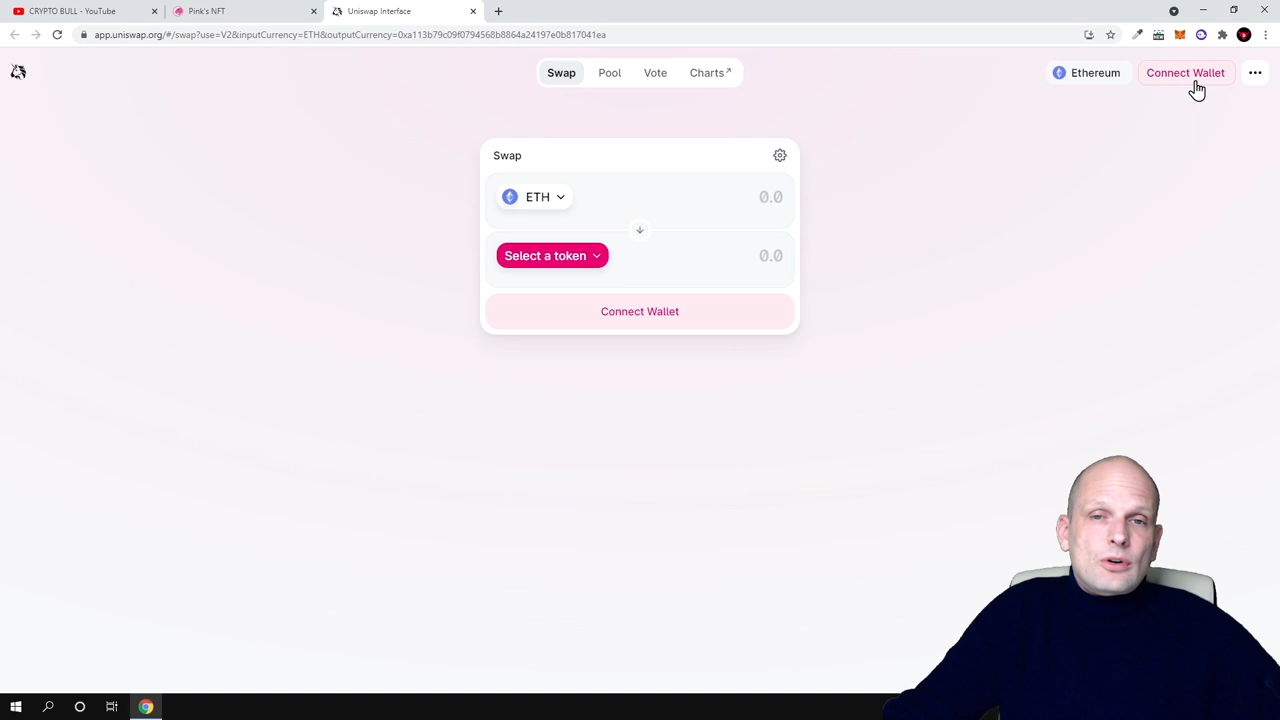 CRYPTO BULL - YouTube
Pink's NFT
Uniswap Interface
app.uniswap.org/#/swap?use=V2&inputCurrency=ETH&outputCurrency=0xa113b79c09f0794568b8864a24197e0b817041ea
Swap Pool Vote Charts↗
Ethereum
Connect Wallet
Swap
ETH
0.0
Select a token
0.0
Connect Wallet